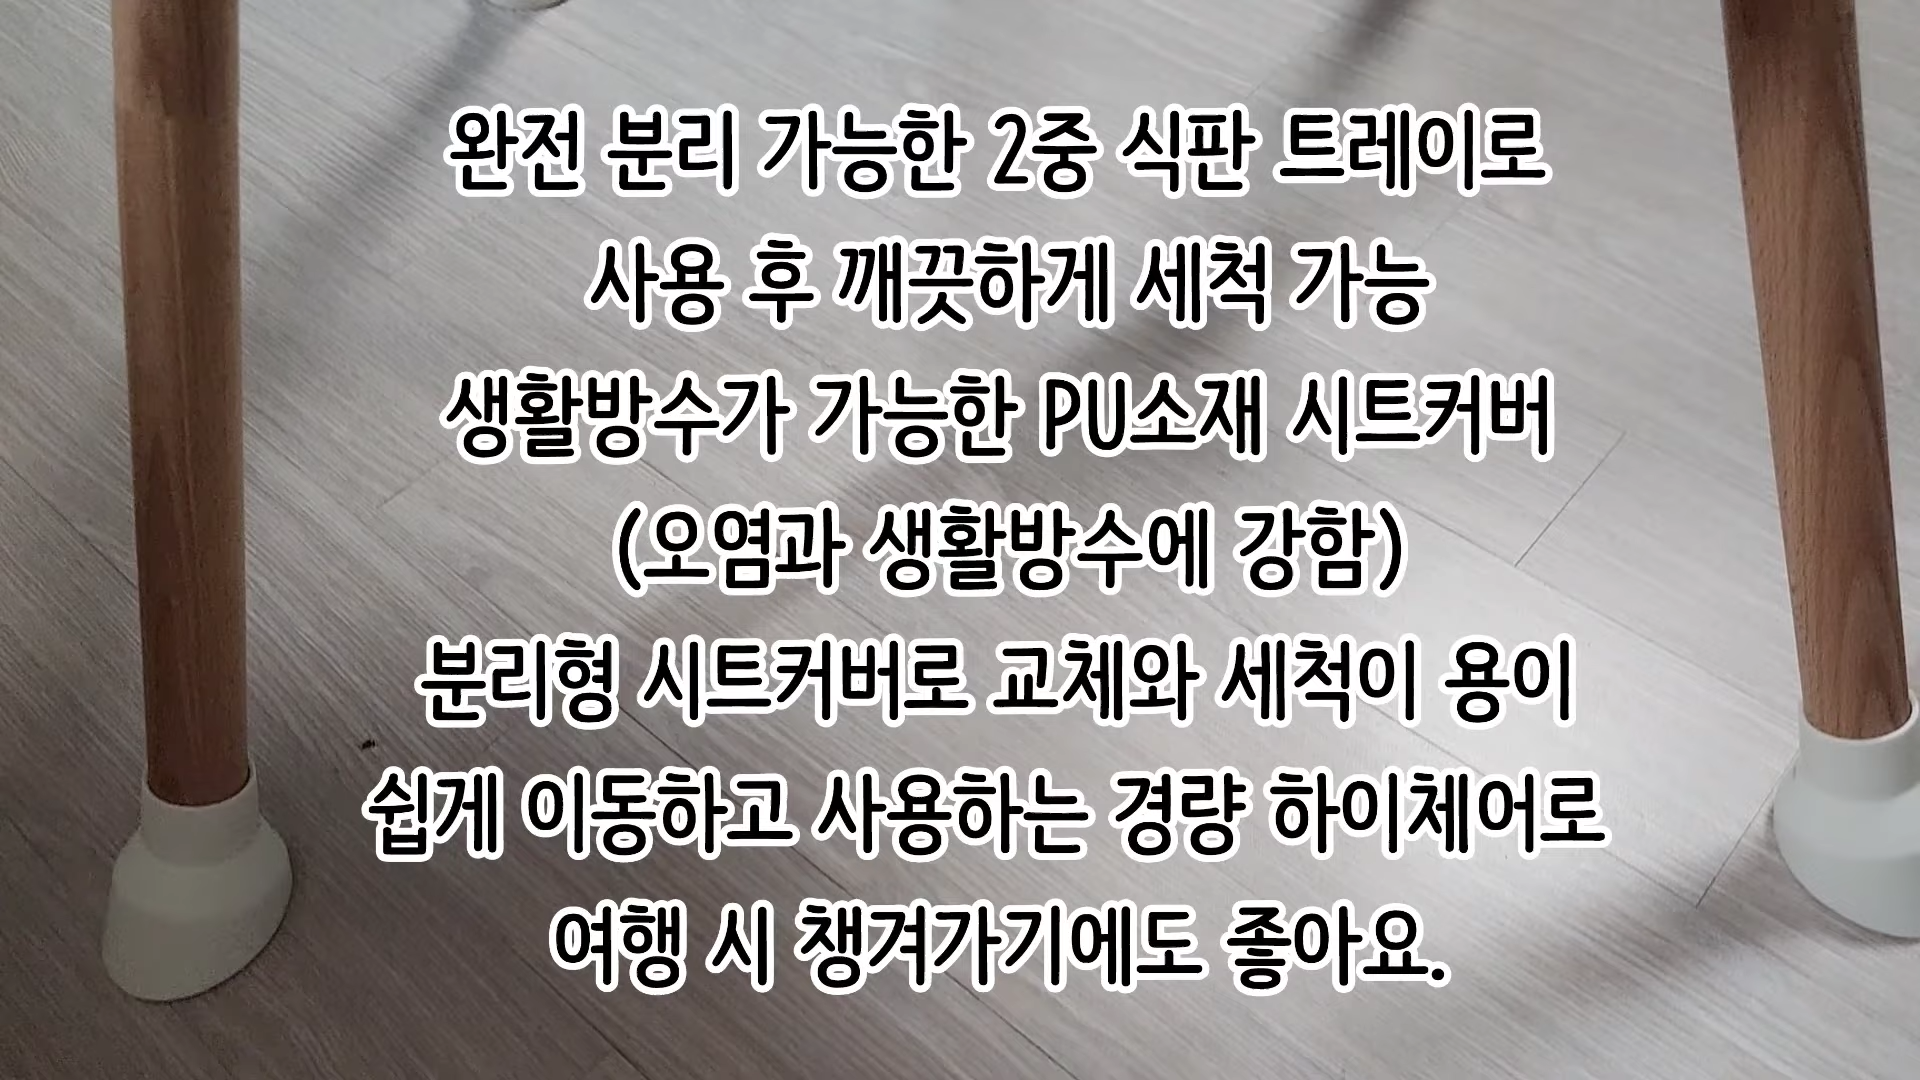 완전 분리 가능한 2중 식판 트레이로
사용 후 깨끗하게 세척 가능
생활방수가 가능한 PU소재 시트커버
(오염과 생활방수에 강함)
분리형 시트커버로 교체와 세척이 용이
쉽게 이동하고 사용하는 경량 하이체어로
여행 시 챙겨가기에도 좋아요.